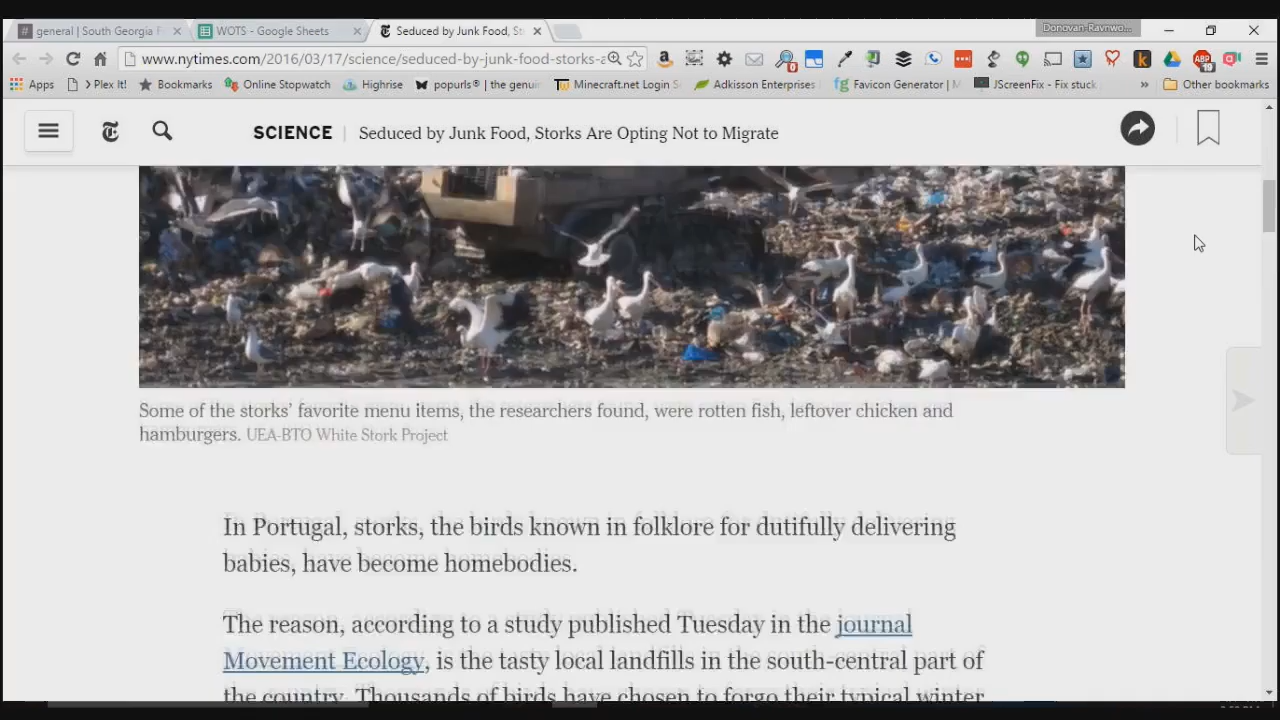 general | South Georgia F
WOTS - Google Sheets
Seduced by Junk Food, St
Donovan-Ravnwo...
www.nytimes.com/2016/03/17/science/seduced-by-junk-food-storks-a
Apps
>Plex It!
Bookmarks
Online Stopwatch
Highrise
popurls® | the genuin
Minecraft.net Login S
Adkisson Enterprises
Favicon Generator |
JScreenFix - Fix stuck
» Other bookmarks
SCIENCE | Seduced by Junk Food, Storks Are Opting Not to Migrate
Some of the storks' favorite menu items, the researchers found, were rotten fish, leftover chicken and
hamburgers. UEA-BTO White Stork Project
In Portugal, storks, the birds known in folklore for dutifully delivering
babies, have become homebodies.
The reason, according to a study published Tuesday in the journal
Movement Ecology, is the tasty local landfills in the south-central part of
the country. Thousands of birds have chosen to forgo their typical winter